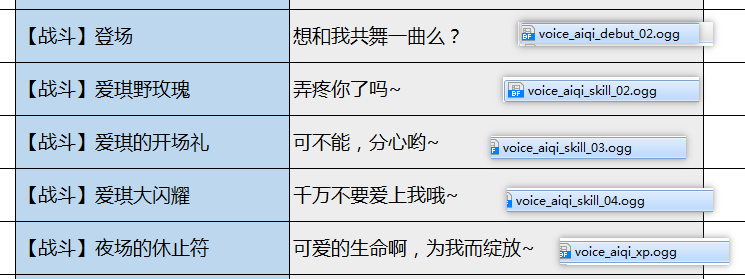 【战斗】登场 想和我共舞一曲么？ voice_aiqi_debut_02.ogg
【战斗】爱琪野玫瑰 弄疼你了吗~ voice_aiqi_skill_02.ogg
【战斗】爱琪的开场礼 可不能，分心哟~ voice_aiqi_skill_03.ogg
【战斗】爱琪大闪耀 千万不要爱上我哦~ voice_aiqi_skill_04.ogg
【战斗】夜场的休止符 可爱的生命啊，为我而绽放~ voice_aiqi_xp.ogg